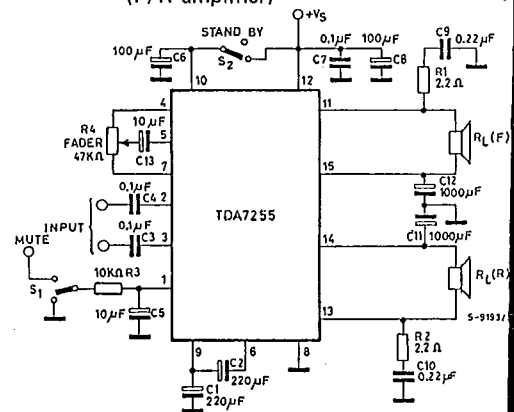 (F/R amplifier)
+VS
STAND BY
S2
100µF
C6
0,1µF
C7
100µF
C8
C9
0.22µF
R1
2.2Ω
10
12
4
11
R4
FADER
47KΩ
10µF
5
C13
7
RL(F)
15
C12
1000µF
0,1µF
C4
2
INPUT
0,1µF
C3
3
TDA7255
14
C11
1000µF
MUTE
S1
10KΩ
R3
1
10µF
C5
RL(R)
S-9193/
13
R2
2.2Ω
C10
0.22µF
9
C2
220µF
6
8
C1
220µF